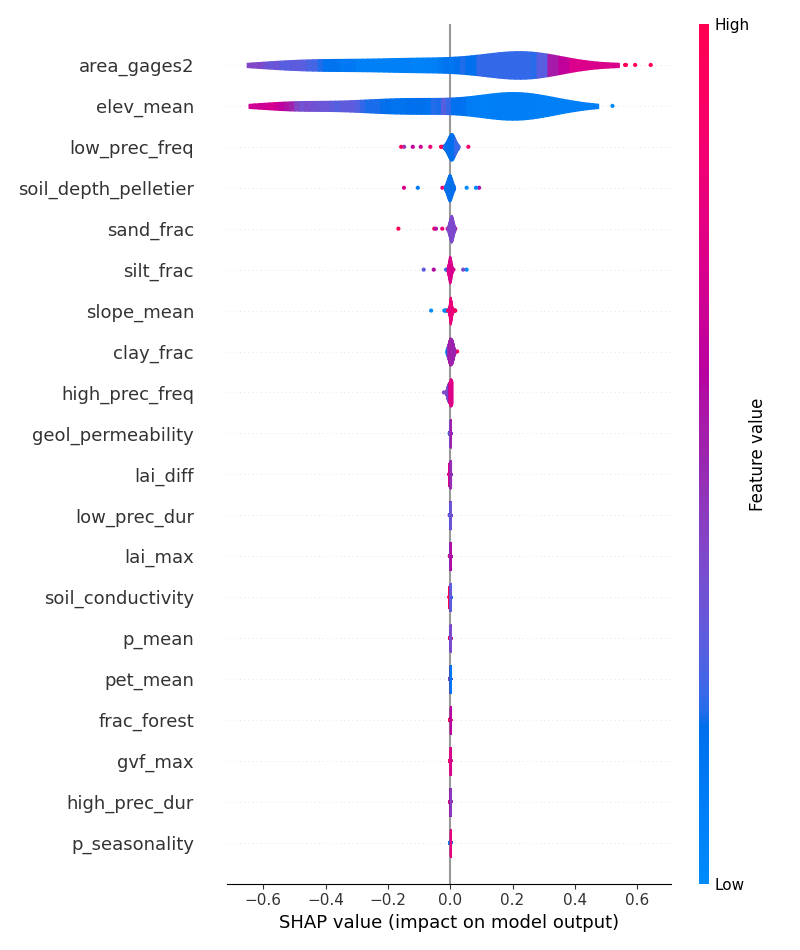 High
area_gages2
elev_mean
low_prec_freq
soil_depth_pelletier
sand_frac
silt_frac
slope_mean
clay_frac
high_prec_freq
geol_permeability
lai_diff
low_prec_dur
lai_max
soil_conductivity
p_mean
pet_mean
frac_forest
gvf_max
high_prec_dur
p_seasonality
Feature value
Low
−0.6 −0.4 −0.2 0.0 0.2 0.4 0.6
SHAP value (impact on model output)